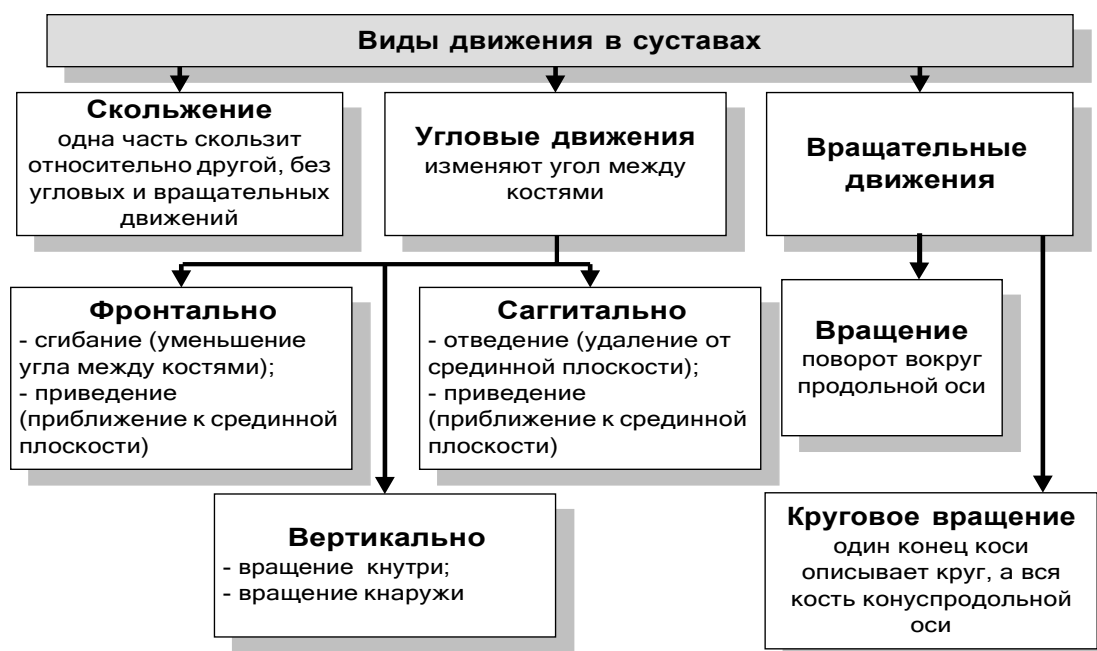 Виды движения в суставах
Скольжение
одна часть скользит
относительно другой, без
угловых и вращательных
движений
Угловые движения
изменяют угол между
костями
Вращательные
движения
Фронтально
- сгибание (уменьшение
угла между костями);
- приведение
(приближение к срединной
плоскости)
Саггитально
- отведение (удаление от
срединной плоскости);
- приведение
(приближение к срединной
плоскости)
Вращение
поворот вокруг
продольной оси
Вертикально
- вращение кнутри;
- вращение кнаружи
Круговое вращение
один конец коси
описывает круг, а вся
кость конуспродольной
оси